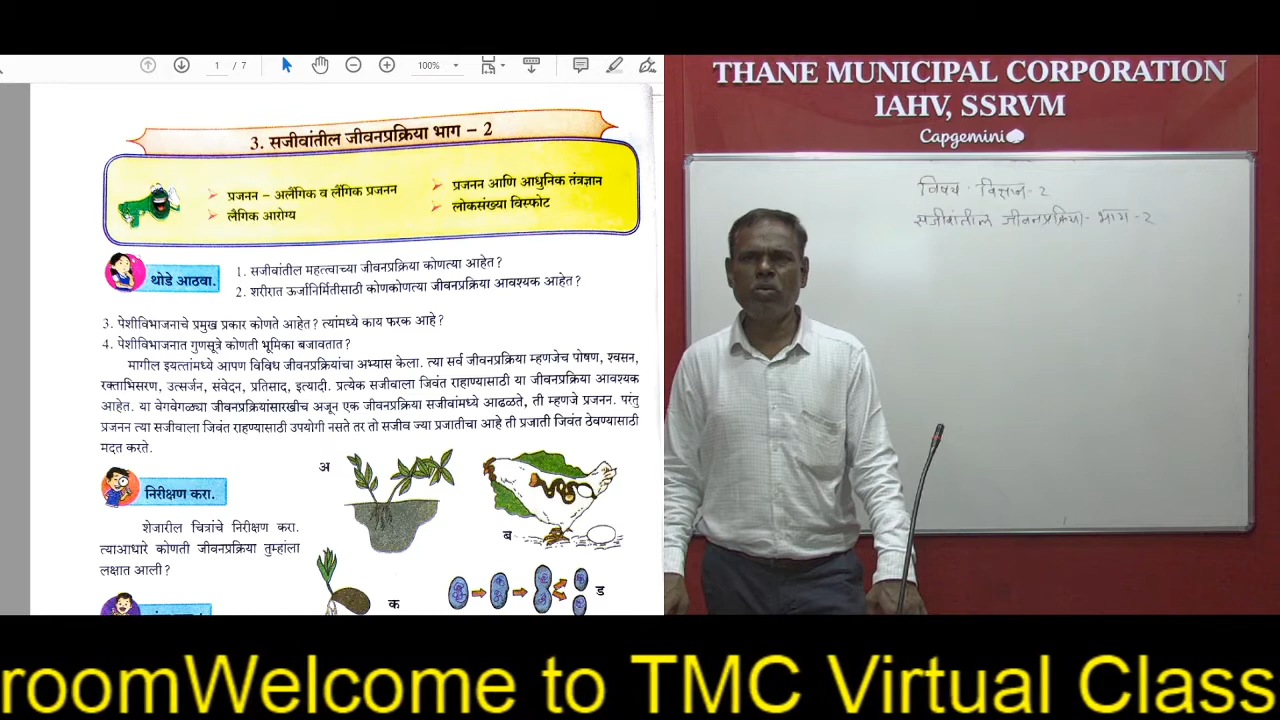 1 / 7
100%
3. सजीवांतील जीवनप्रक्रिया भाग – 2
प्रजनन – अलैंगिक व लैंगिक प्रजनन
लैंगिक आरोग्य
प्रजनन आणि आधुनिक तंत्रज्ञान
लोकसंख्या विस्फोट
थोडे आठवा.
1. सजीवांतील महत्त्वाच्या जीवनप्रक्रिया कोणत्या आहेत?
2. शरीरात ऊर्जानिर्मितीसाठी कोणकोणत्या जीवनप्रक्रिया आवश्यक आहेत?
3. पेशीविभाजनाचे प्रमुख प्रकार कोणते आहेत? त्यांमध्ये काय फरक आहे?
4. पेशीविभाजनात गुणसूत्रे कोणती भूमिका बजावतात?
मागील इयत्तांमध्ये आपण विविध जीवनप्रक्रियांचा अभ्यास केला. त्या सर्व जीवनप्रक्रिया म्हणजेच पोषण, श्वसन,
रक्ताभिसरण, उत्सर्जन, संवेदन, प्रतिसाद, इत्यादी. प्रत्येक सजीवाला जिवंत राहाण्यासाठी या जीवनप्रक्रिया आवश्यक
आहेत. या वेगवेगळ्या जीवनप्रक्रियांसारखीच अजून एक जीवनप्रक्रिया सजीवांमध्ये आढळते, ती म्हणजे प्रजनन. परंतु
प्रजनन त्या सजीवाला जिवंत राहण्यासाठी उपयोगी नसते तर तो सजीव ज्या प्रजातीचा आहे ती प्रजाती जिवंत ठेवण्यासाठी
मदत करते.
निरीक्षण करा.
शेजारील चित्रांचे निरीक्षण करा.
त्याआधारे कोणती जीवनप्रक्रिया तुम्हांला
लक्षात आली?
अ
ब
क
ड
THANE MUNICIPAL CORPORATION
IAHV, SSRVM
Capgemini
विषय - विज्ञान - 2
सजीवांतील जीवनप्रक्रिया - भाग - 2
roomWelcome to TMC Virtual Class